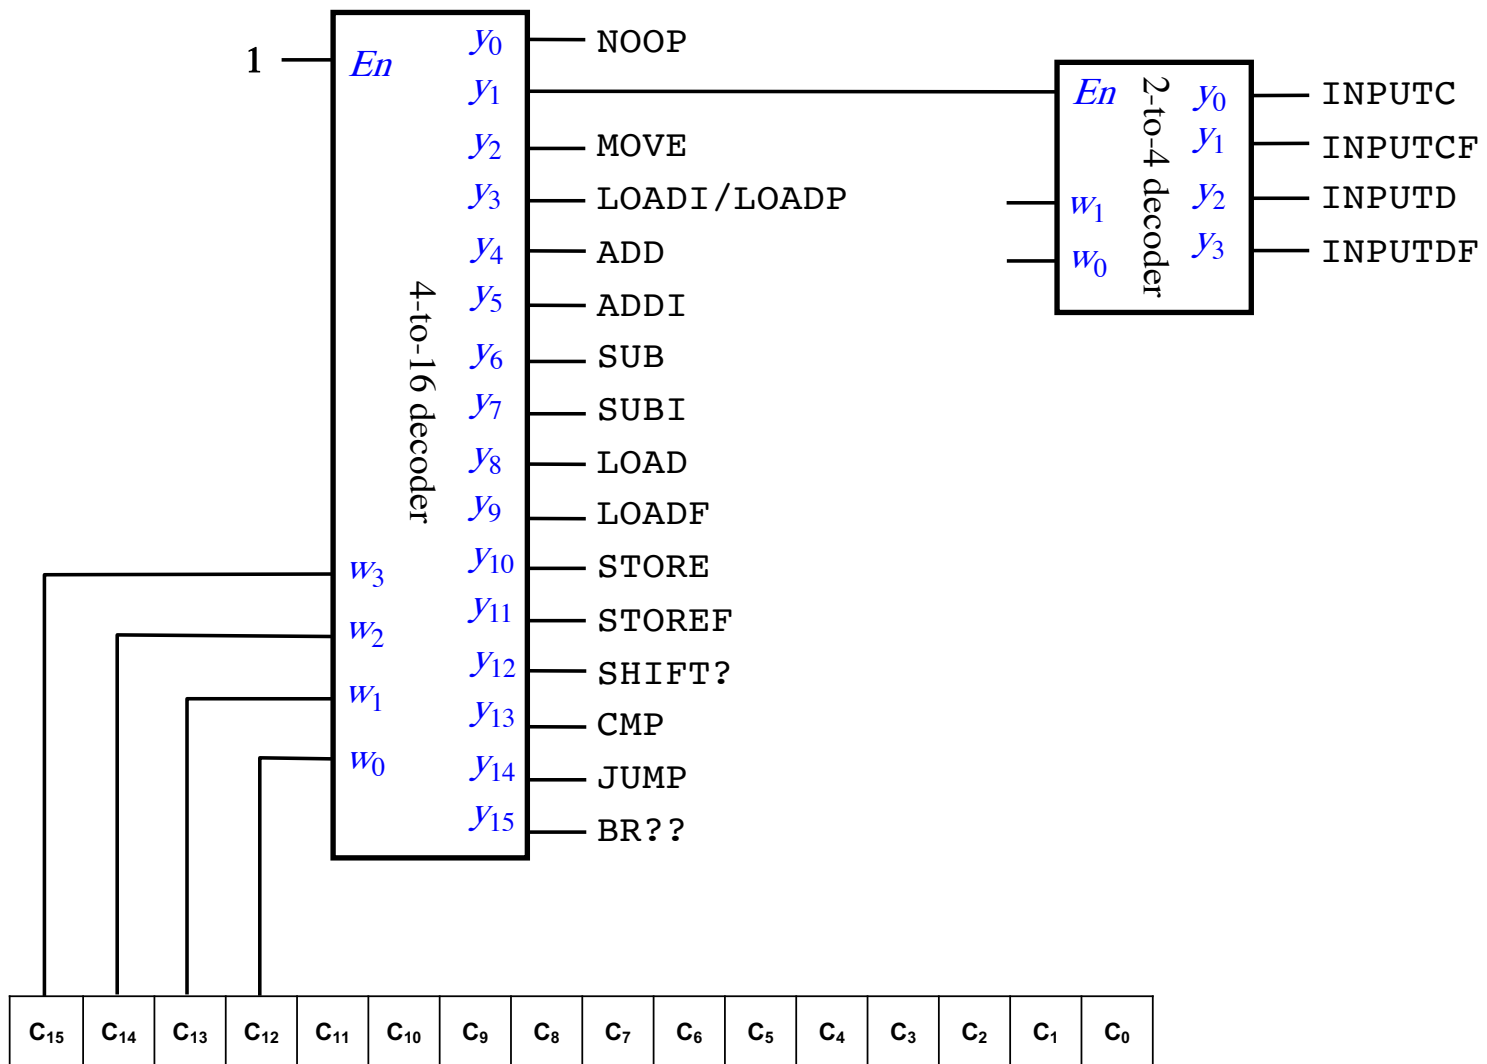 1 En y0 NOOP
y1 En y0 INPUTC
y1 INPUTCF
y2 MOVE
w1 y2 INPUTD
y3 LOADI/LOADP
w0 y3 INPUTDF
2-to-4 decoder
y4 ADD
y5 ADDI
y6 SUB
y7 SUBI
4-to-16 decoder
y8 LOAD
y9 LOADF
w3 y10 STORE
y11 STOREF
w2
y12 SHIFT?
w1
y13 CMP
w0 y14 JUMP
y15 BR??
C15 C14 C13 C12 C11 C10 C9 C8 C7 C6 C5 C4 C3 C2 C1 C0